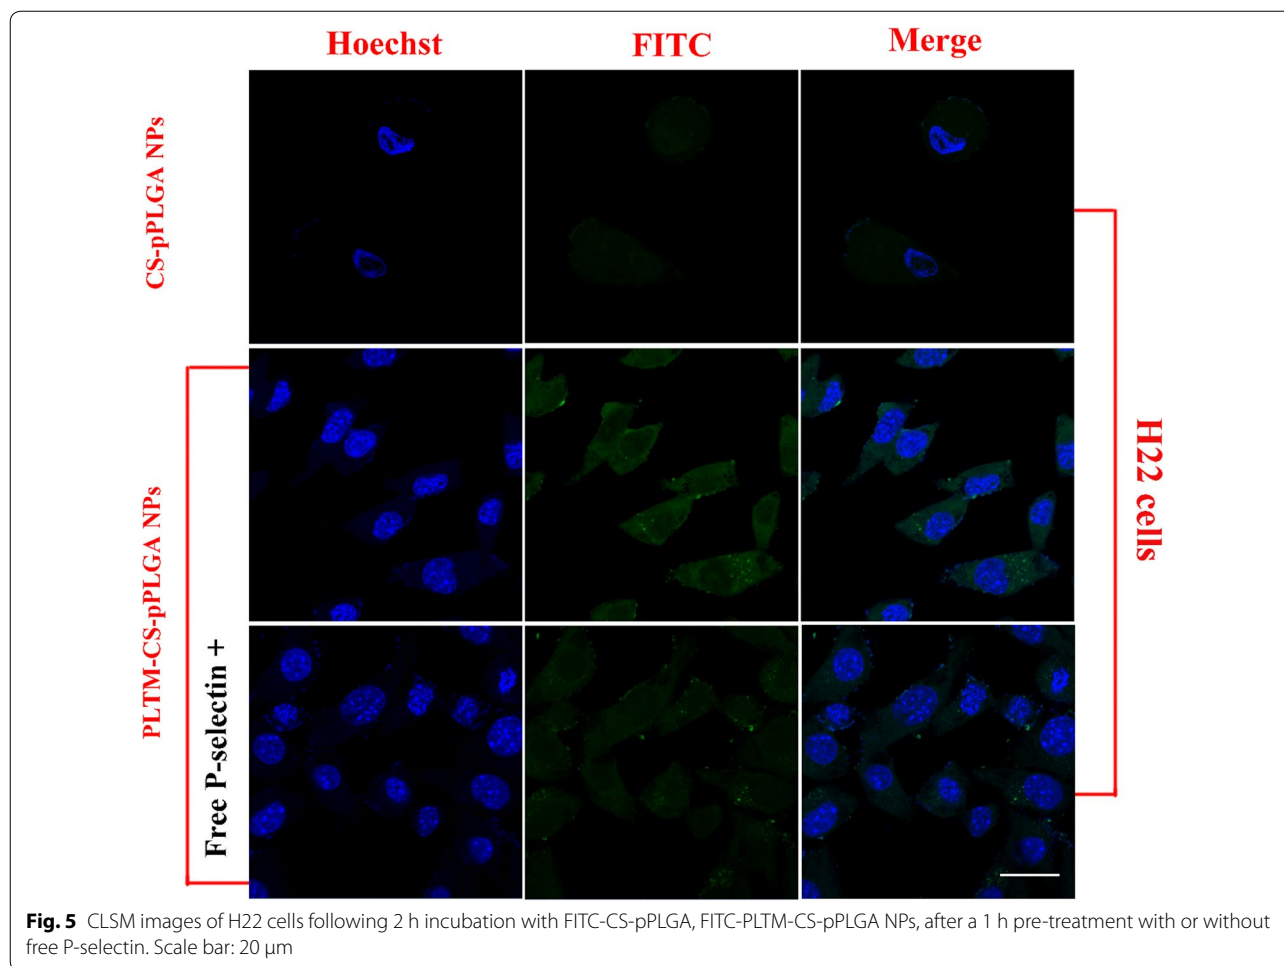 Hoechst FITC Merge
CS-pPLGA NPs
PLTM-CS-pPLGA NPs
Free P-selectin +
H22 cells
Fig. 5 CLSM images of H22 cells following 2 h incubation with FITC-CS-pPLGA, FITC-PLTM-CS-pPLGA NPs, after a 1 h pre-treatment with or without
free P-selectin. Scale bar: 20 μm